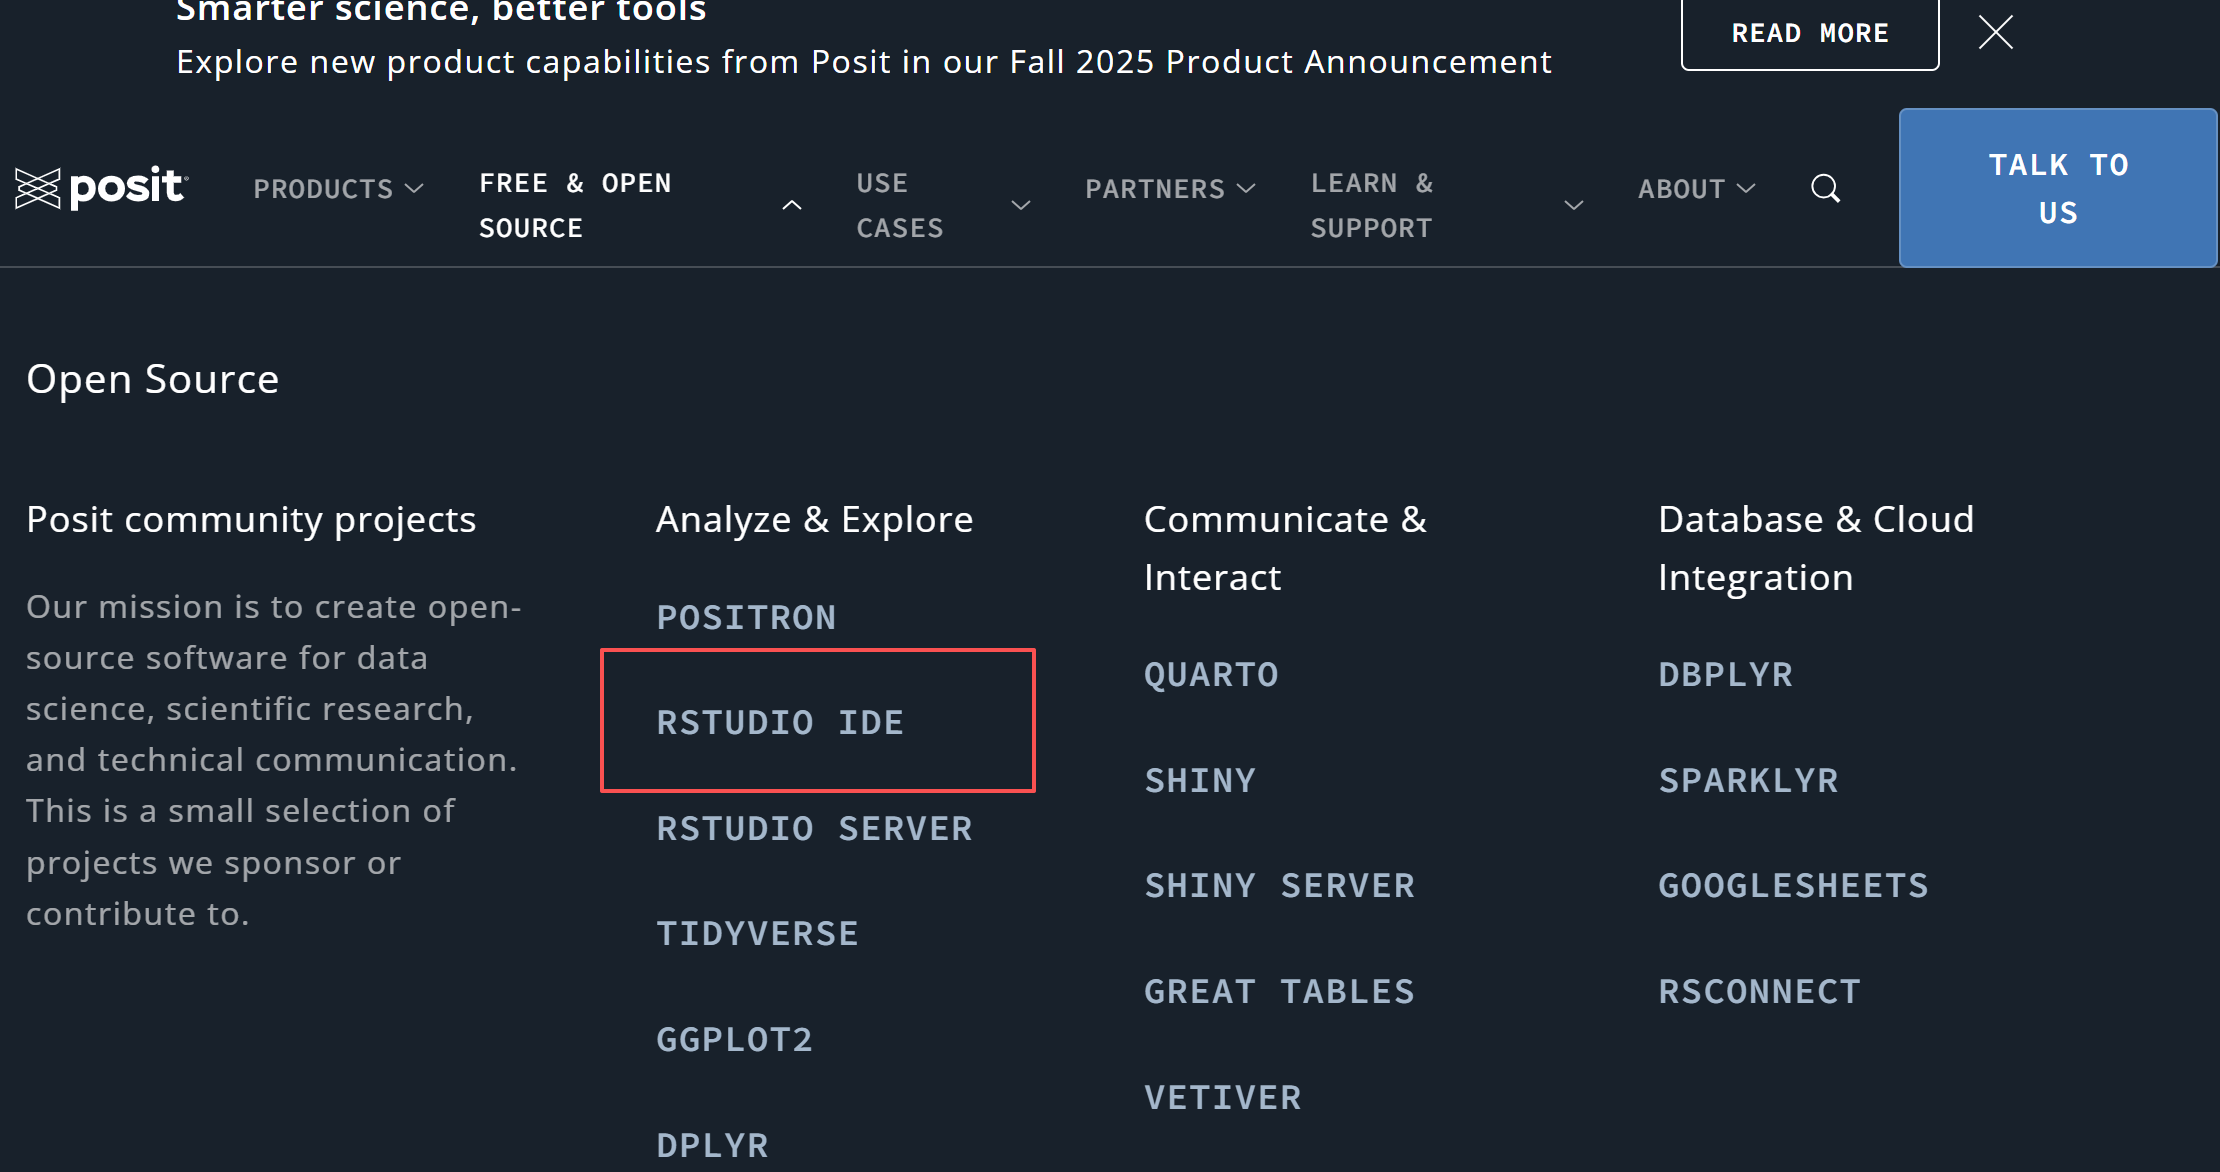 Smarter science, better tools
Explore new product capabilities from Posit in our Fall 2025 Product Announcement
READ MORE
posit
PRODUCTS
FREE & OPEN
SOURCE
USE
CASES
PARTNERS
LEARN &
SUPPORT
ABOUT
TALK TO
US
Open Source
Posit community projects
Our mission is to create open-
source software for data
science, scientific research,
and technical communication.
This is a small selection of
projects we sponsor or
contribute to.
Analyze & Explore
POSITRON
RSTUDIO IDE
RSTUDIO SERVER
TIDYVERSE
GGPLOT2
DPLYR
Communicate &
Interact
QUARTO
SHINY
SHINY SERVER
GREAT TABLES
VETIVER
Database & Cloud
Integration
DBPLYR
SPARKLYR
GOOGLESHEETS
RSCONNECT